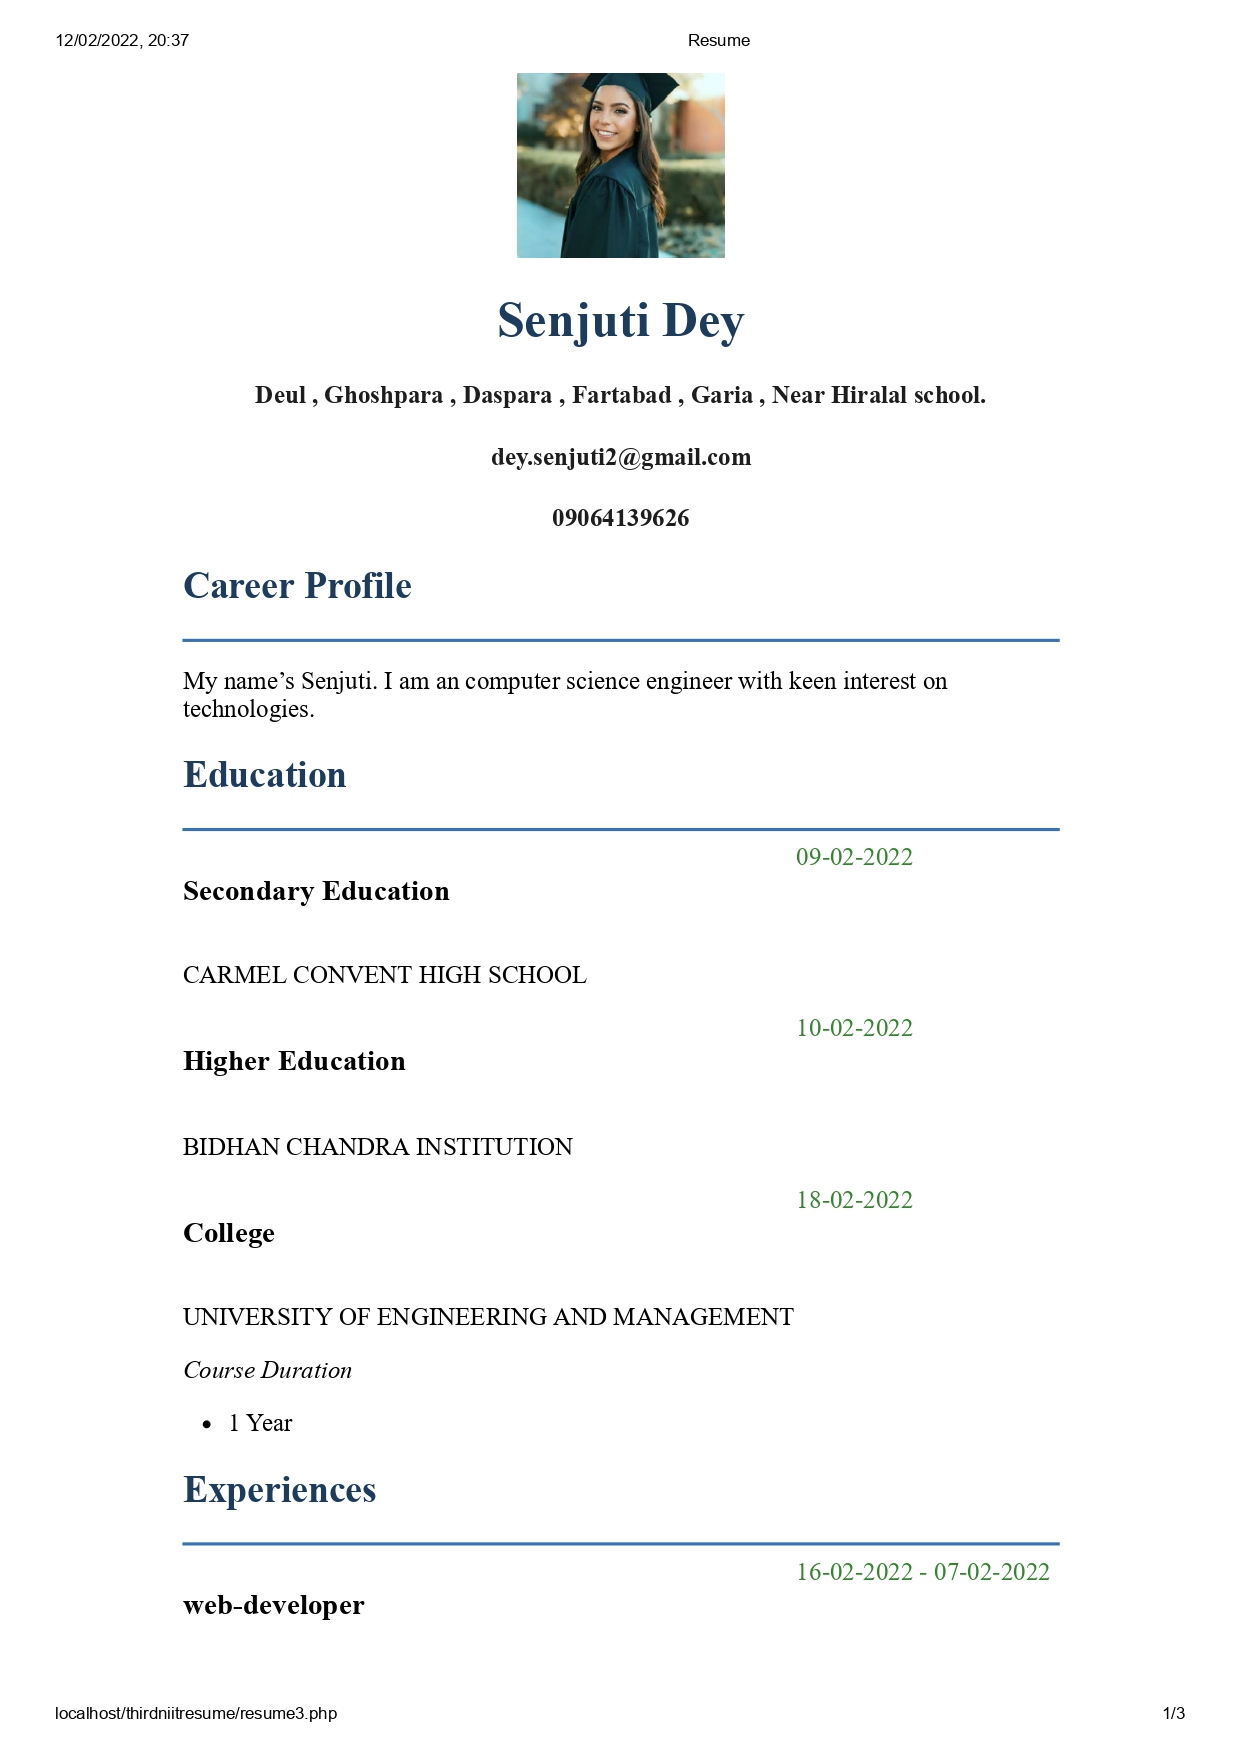 12/02/2022, 20:37 Resume
Senjuti Dey
Deul , Ghoshpara , Daspara , Fartabad , Garia , Near Hiralal school.
dey.senjuti2@gmail.com
09064139626
Career Profile
My name’s Senjuti. I am an computer science engineer with keen interest on
technologies.
Education
09-02-2022
Secondary Education
CARMEL CONVENT HIGH SCHOOL
10-02-2022
Higher Education
BIDHAN CHANDRA INSTITUTION
18-02-2022
College
UNIVERSITY OF ENGINEERING AND MANAGEMENT
Course Duration
• 1 Year
Experiences
16-02-2022 - 07-02-2022
web-developer
localhost/thirdniitresume/resume3.php 1/3